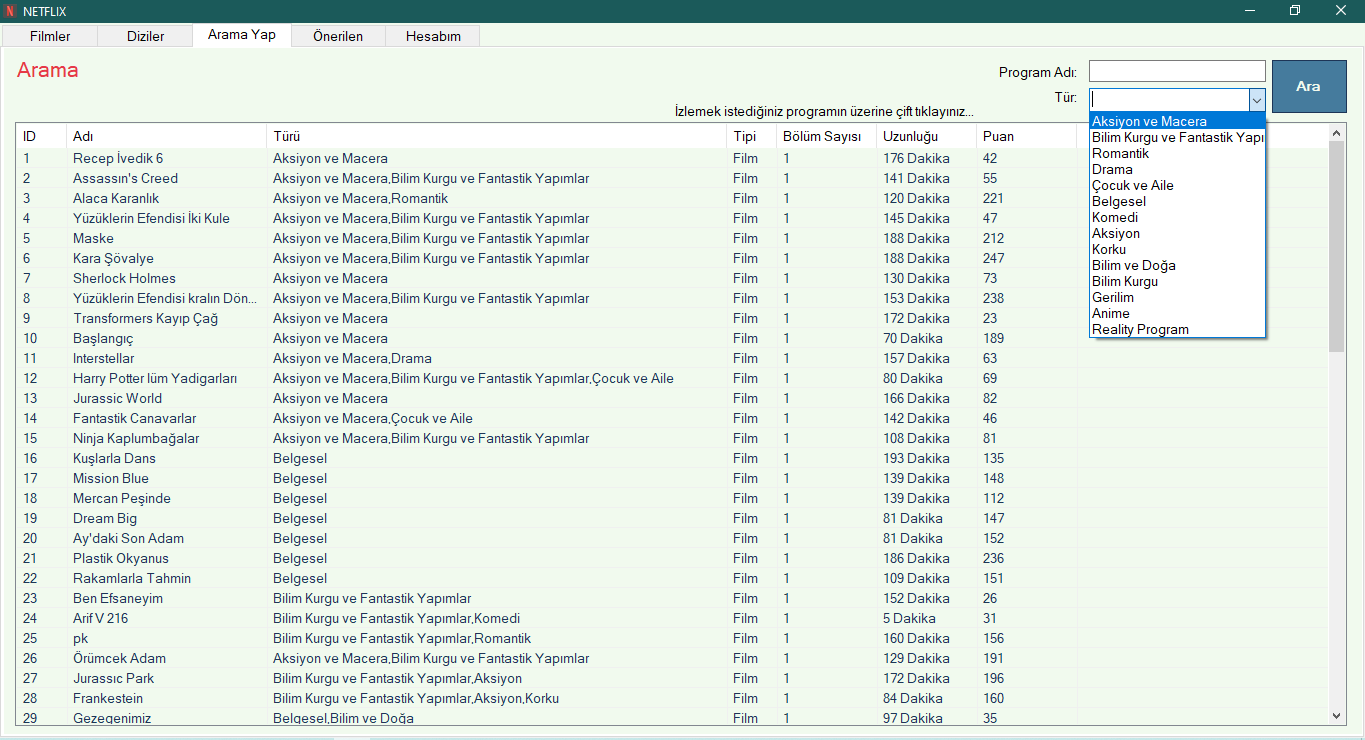 NETFLIX
Filmler Diziler Arama Yap Önerilen Hesabım
Arama
Program Adı:
Ara
Tür:
İzlemek istediğiniz programın üzerine çift tıklayınız...
Aksiyon ve Macera
Bilim Kurgu ve Fantastik Yapı
Romantik
Drama
Çocuk ve Aile
Belgesel
Komedi
Aksiyon
Korku
Bilim ve Doğa
Bilim Kurgu
Gerilim
Anime
Reality Program
ID Adı Türü Tipi Bölüm Sayısı Uzunluğu Puan
1 Recep İvedik 6 Aksiyon ve Macera Film 1 176 Dakika 42
2 Assassın's Creed Aksiyon ve Macera,Bilim Kurgu ve Fantastik Yapımlar Film 1 141 Dakika 55
3 Alaca Karanlık Aksiyon ve Macera,Romantik Film 1 120 Dakika 221
4 Yüzüklerin Efendisi İki Kule Aksiyon ve Macera,Bilim Kurgu ve Fantastik Yapımlar Film 1 145 Dakika 47
5 Maske Aksiyon ve Macera,Bilim Kurgu ve Fantastik Yapımlar Film 1 188 Dakika 212
6 Kara Şövalye Aksiyon ve Macera,Bilim Kurgu ve Fantastik Yapımlar Film 1 188 Dakika 247
7 Sherlock Holmes Aksiyon ve Macera Film 1 130 Dakika 73
8 Yüzüklerin Efendisi kralın Dön... Aksiyon ve Macera,Bilim Kurgu ve Fantastik Yapımlar Film 1 153 Dakika 238
9 Transformers Kayıp Çağ Aksiyon ve Macera Film 1 172 Dakika 23
10 Başlangıç Aksiyon ve Macera Film 1 70 Dakika 189
11 Interstellar Aksiyon ve Macera,Drama Film 1 157 Dakika 63
12 Harry Potter lüm Yadigarları Aksiyon ve Macera,Bilim Kurgu ve Fantastik Yapımlar,Çocuk ve Aile Film 1 80 Dakika 69
13 Jurassic World Aksiyon ve Macera Film 1 166 Dakika 82
14 Fantastik Canavarlar Aksiyon ve Macera,Çocuk ve Aile Film 1 142 Dakika 46
15 Ninja Kaplumbağalar Aksiyon ve Macera,Bilim Kurgu ve Fantastik Yapımlar Film 1 108 Dakika 81
16 Kuşlarla Dans Belgesel Film 1 193 Dakika 135
17 Mission Blue Belgesel Film 1 139 Dakika 148
18 Mercan Peşinde Belgesel Film 1 139 Dakika 112
19 Dream Big Belgesel Film 1 81 Dakika 147
20 Ay'daki Son Adam Belgesel Film 1 81 Dakika 152
21 Plastik Okyanus Belgesel Film 1 186 Dakika 236
22 Rakamlarla Tahmin Belgesel Film 1 109 Dakika 151
23 Ben Efsaneyim Bilim Kurgu ve Fantastik Yapımlar Film 1 152 Dakika 26
24 Arif V 216 Bilim Kurgu ve Fantastik Yapımlar,Komedi Film 1 5 Dakika 31
25 pk Bilim Kurgu ve Fantastik Yapımlar,Romantik Film 1 160 Dakika 156
26 Örümcek Adam Aksiyon ve Macera,Bilim Kurgu ve Fantastik Yapımlar Film 1 129 Dakika 191
27 Jurassıc Park Bilim Kurgu ve Fantastik Yapımlar,Aksiyon Film 1 172 Dakika 196
28 Frankestein Bilim Kurgu ve Fantastik Yapımlar,Aksiyon,Korku Film 1 84 Dakika 160
29 Gezegenimiz Belgesel,Bilim ve Doğa Film 1 97 Dakika 35